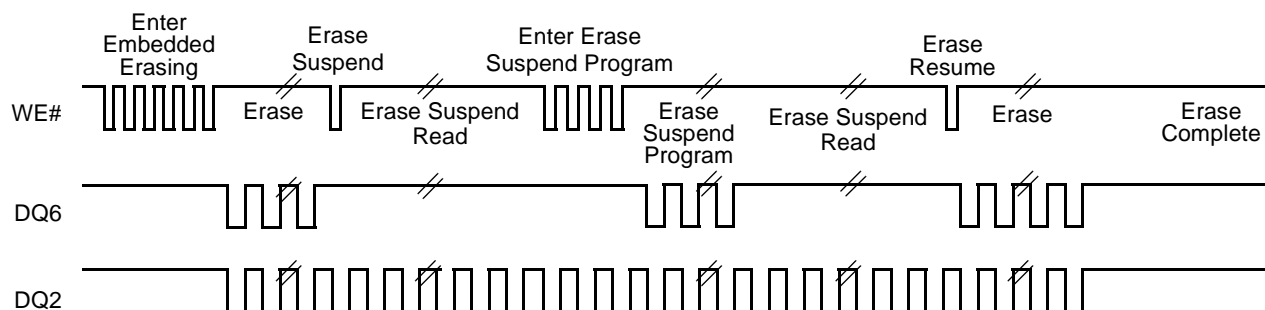 Enter
Embedded
Erasing
Erase
Suspend
Enter Erase
Suspend Program
Erase
Resume
WE#
Erase
Erase Suspend
Read
Erase
Suspend
Program
Erase Suspend
Read
Erase
Erase
Complete
DQ6
DQ2